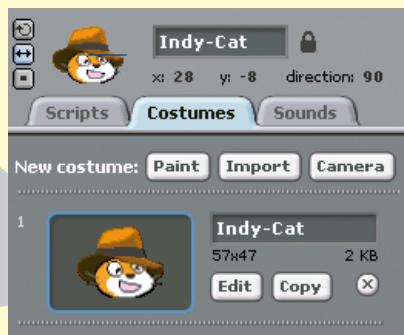 Indy-Cat
x: 28 y: -8 direction: 90
Scripts Costumes Sounds
New costume: Paint Import Camera
1
Indy-Cat
57x47 2 KB
Edit Copy